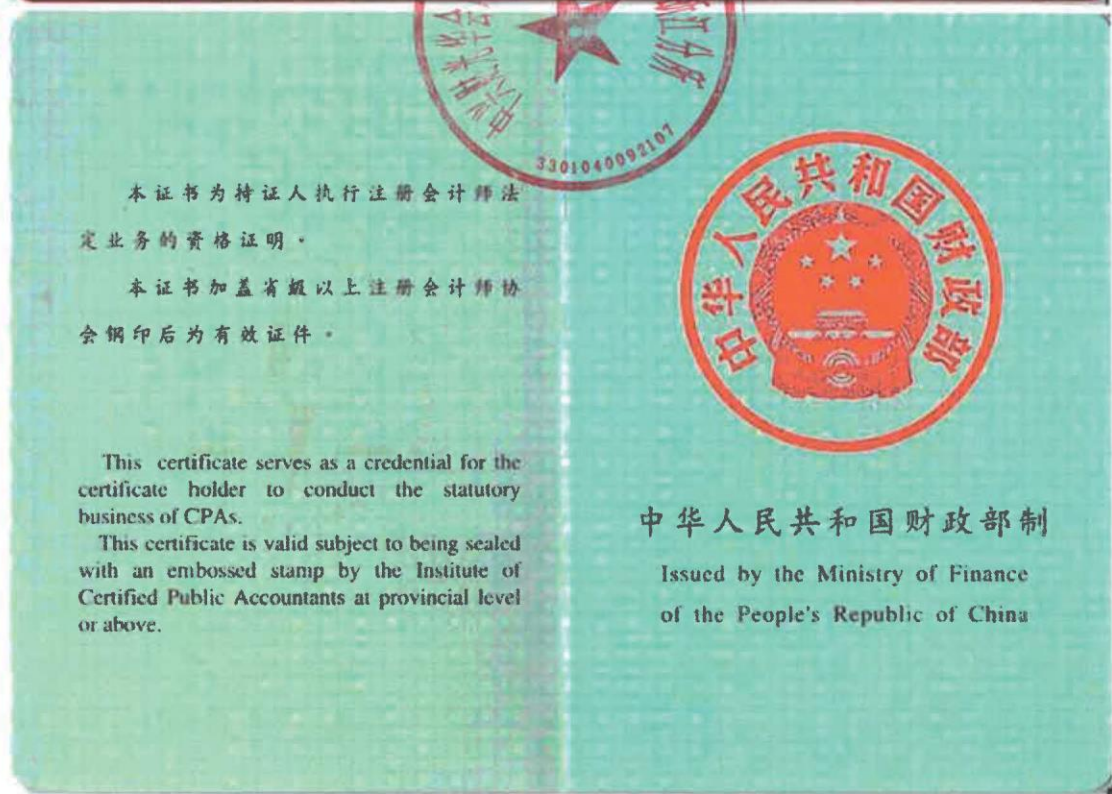 3301040092107
本证书为持证人执行注册会计师法
定业务的资格证明。
本证书加盖省级以上注册会计师协
会钢印后为有效证件。
This certificate serves as a credential for the
certificate holder to conduct the statutory
business of CPAs.
This certificate is valid subject to being sealed
with an embossed stamp by the Institute of
Certified Public Accountants at provincial level
or above.
中华人民共和国财政部
中华人民共和国财政部制
Issued by the Ministry of Finance
of the People's Republic of China